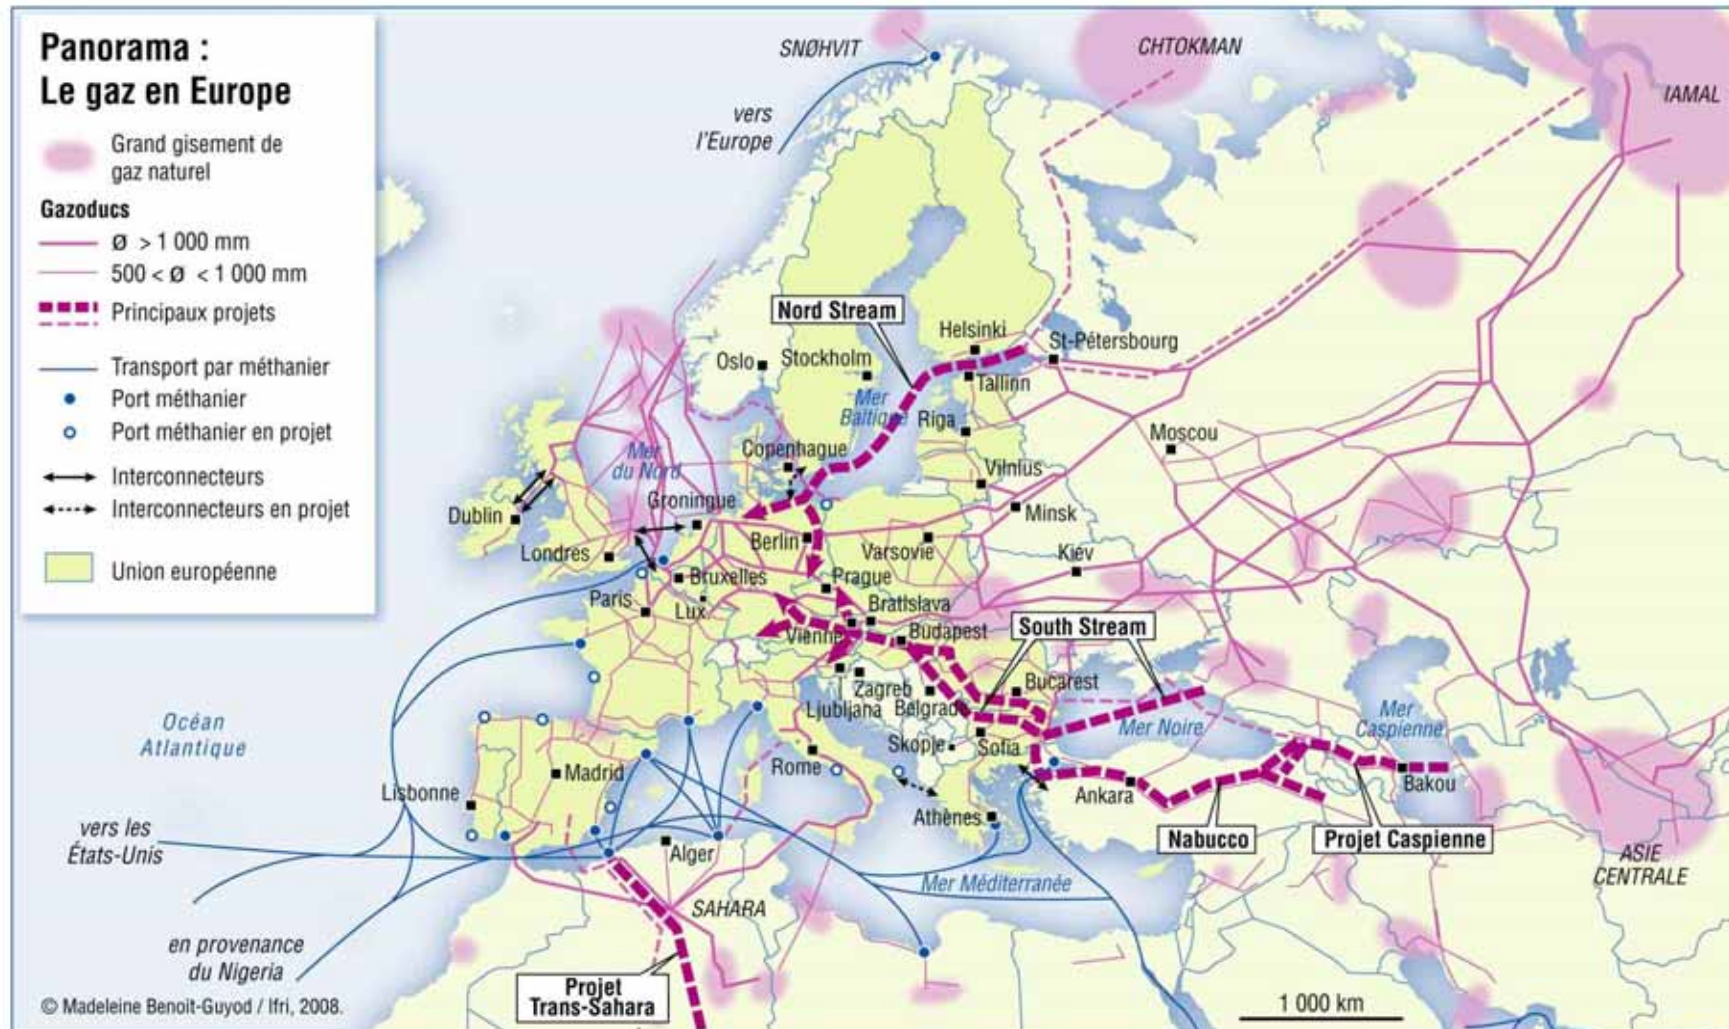 Panorama :
Le gaz en Europe
Grand gisement de
gaz naturel
Gazoducs
ø > 1 000 mm
500 < ø < 1 000 mm
Principaux projets
Transport par méthanier
Port méthanier
Port méthanier en projet
Interconnecteurs
Interconnecteurs en projet
Union européenne
SNØHVIT
CHTOKMAN
IAMAL
vers
l'Europe
Nord Stream
Helsinki
St-Pétersbourg
Oslo
Stockholm
Tallinn
Mer
Baltique
Riga
Moscou
Mer
du Nord
Copenhague
Vilnius
Groningue
Minsk
Dublin
Londres
Berlin
Varsovie
Kiev
Bruxelles
Prague
Paris
Lux
Bratislava
Vienne
Budapest
South Stream
Zagreb
Bucarest
Ljubljana
Belgrade
Océan
Atlantique
Mer Noire
Mer
Caspienne
Skopje
Sofia
Madrid
Rome
Bakou
Lisbonne
Ankara
Athènes
vers les
États-Unis
Alger
Nabucco
Projet Caspienne
ASIE
CENTRALE
Mer Méditerranée
SAHARA
en provenance
du Nigeria
Projet
Trans-Sahara
1 000 km
© Madeleine Benoit-Guyod / Ifri, 2008.